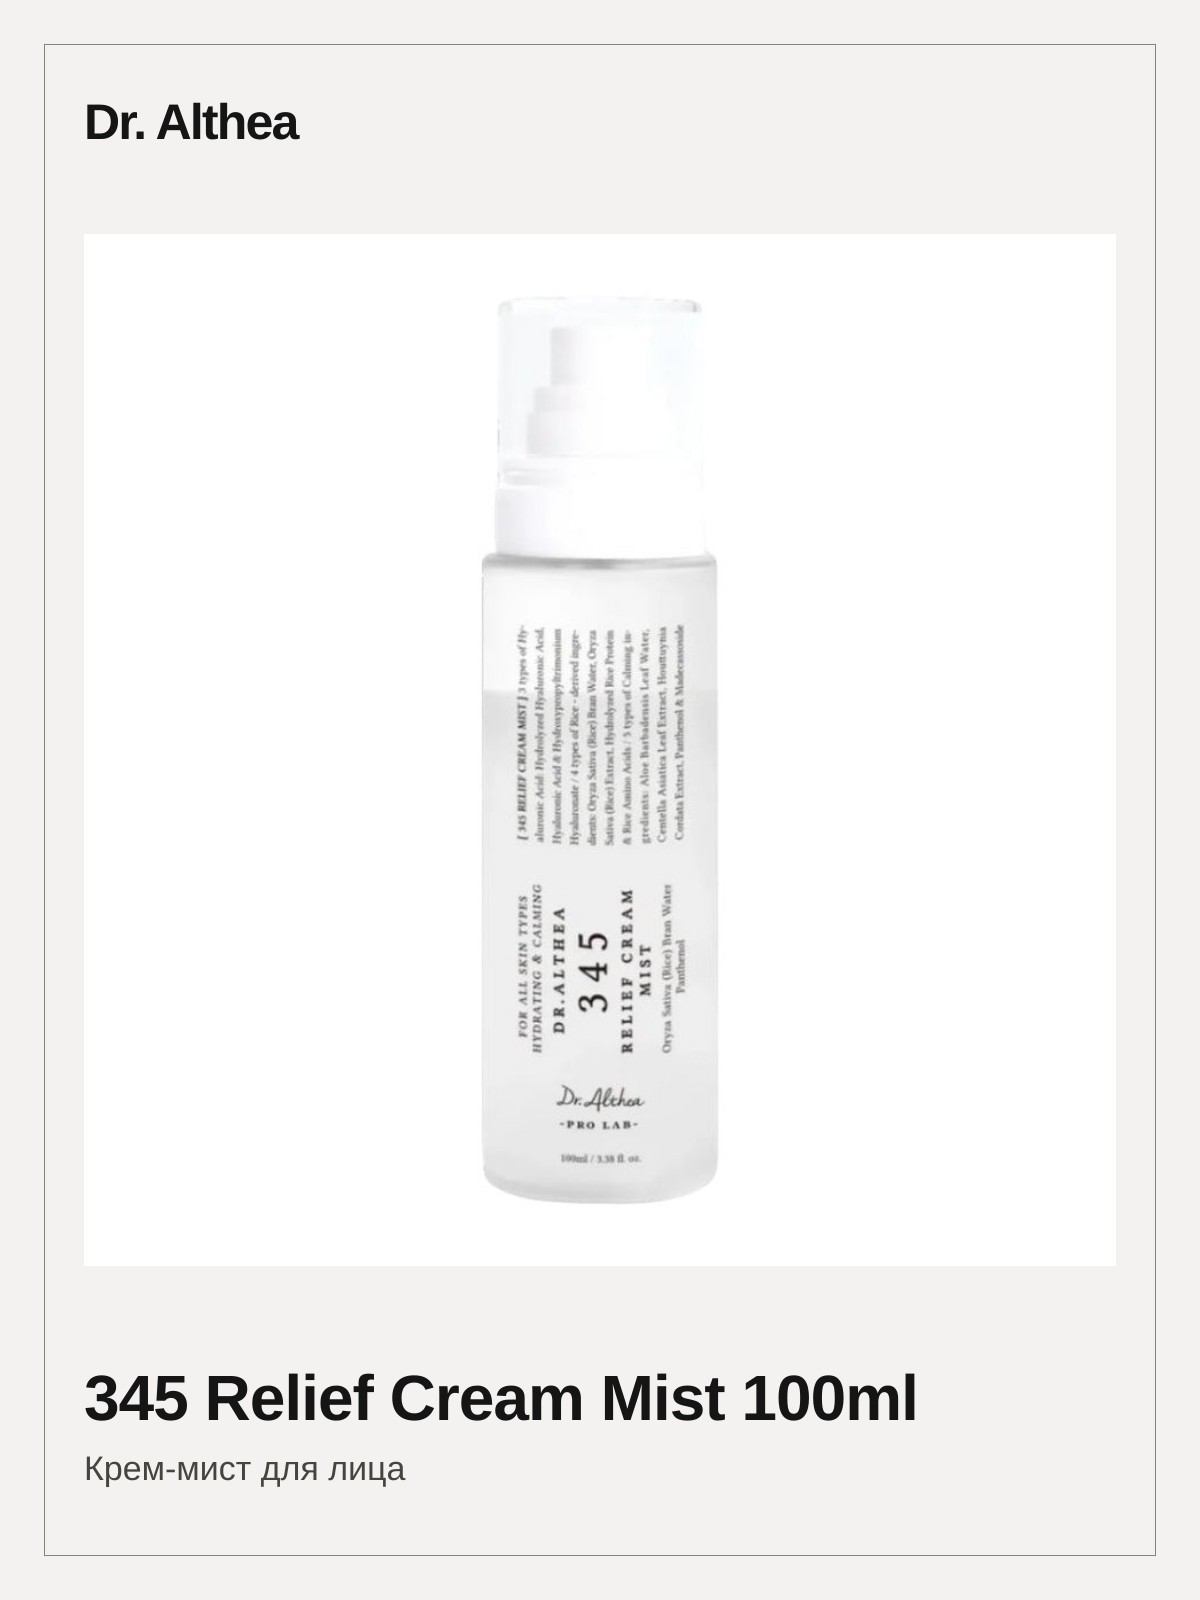 Dr. Althea
[ 345 RELIEF CREAM MIST ] 3 types of Hy-
aluronic Acid: Hydrolyzed Hyaluronic Acid,
Hyaluronic Acid & Hydroxypropyltrimonium
Hyaluronate / 4 types of Rice - derived ingre-
dients: Oryza Sativa (Rice) Bran Water, Oryza
Sativa (Rice) Extract, Hydrolyzed Rice Protein
& Rice Amino Acids / 5 types of Calming in-
gredients: Aloe Barbadensis Leaf Water,
Centella Asiatica Leaf Extract, Houttuynia
Cordata Extract, Panthenol & Madecassoside
FOR ALL SKIN TYPES
HYDRATING & CALMING
DR.ALTHEA
345
RELIEF CREAM
MIST
Oryza Sativa (Rice) Bran Water
Panthenol
Dr.Althea
-PRO LAB-
100ml / 3.38 fl. oz.
345 Relief Cream Mist 100ml
Крем-мист для лица